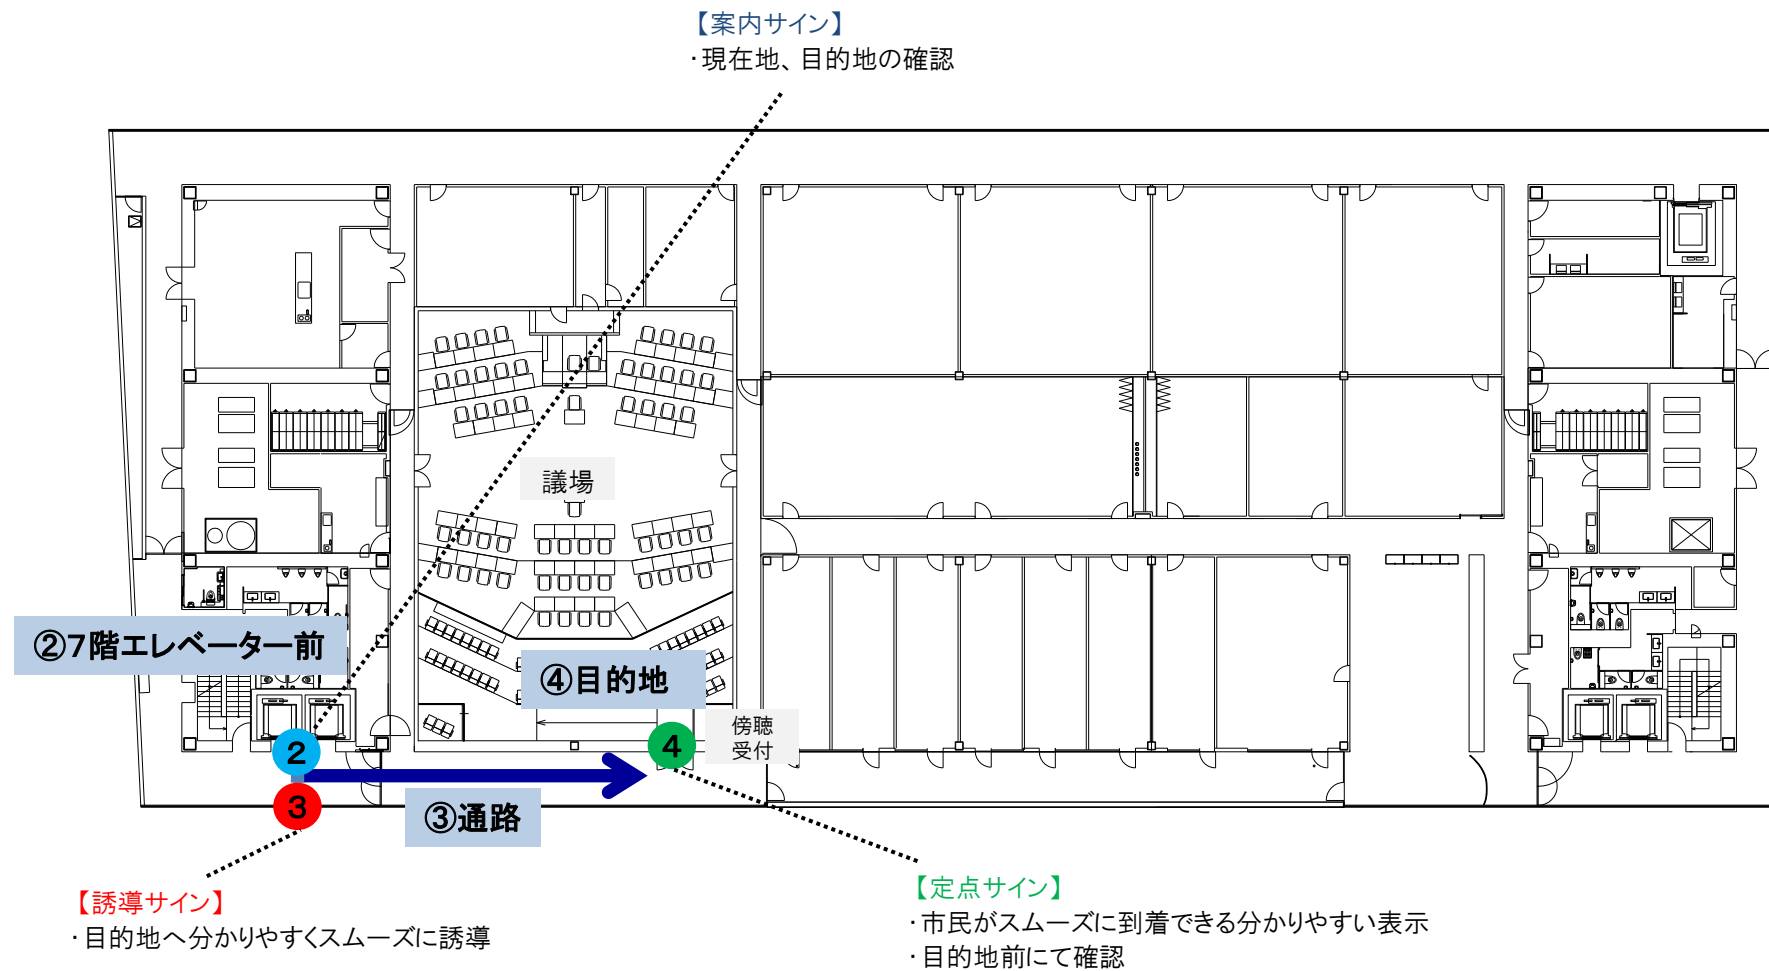 【案内サイン】
・現在地、目的地の確認
議場
②7階エレベーター前
④目的地
傍聴
受付
2
4
3
③通路
【誘導サイン】
・目的地へ分かりやすくスムーズに誘導
【定点サイン】
・市民がスムーズに到着できる分かりやすい表示
・目的地前にて確認